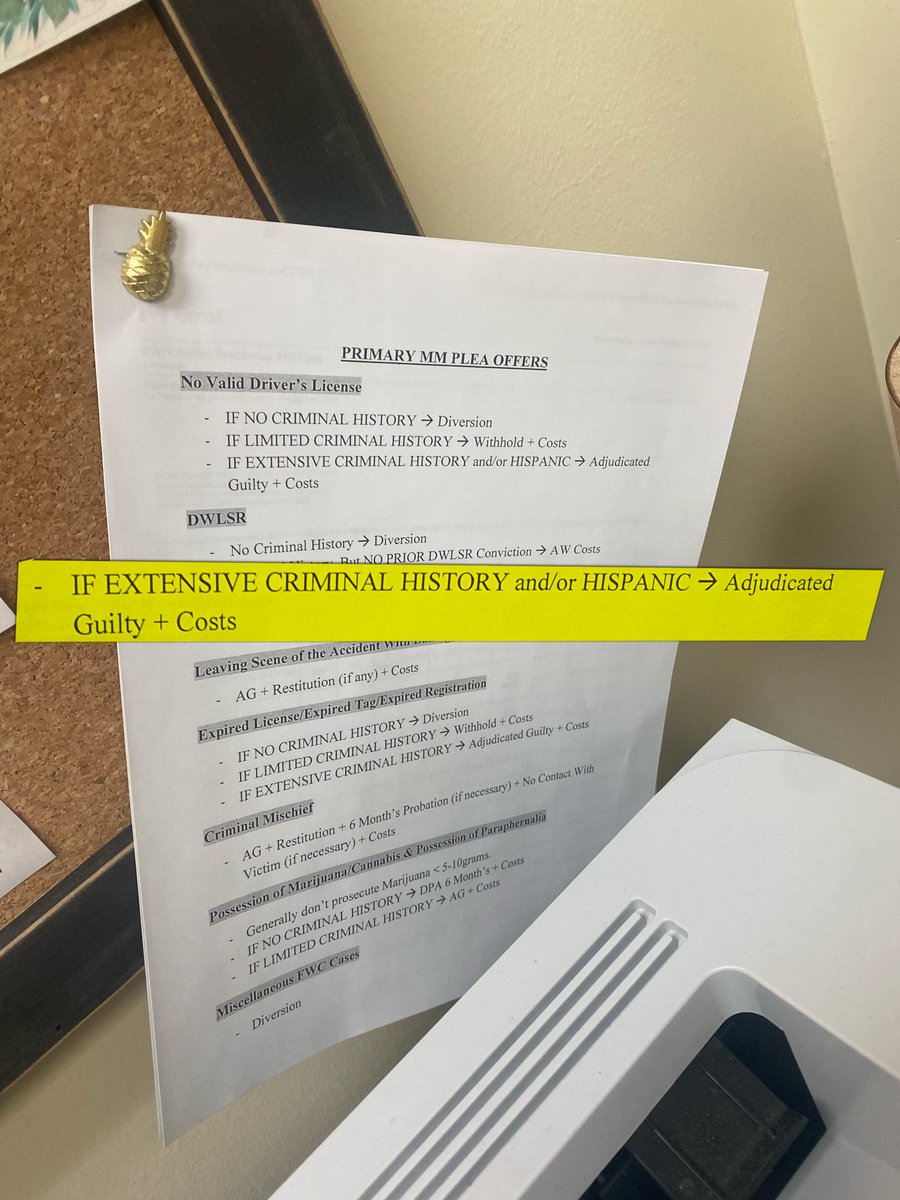 PRIMARY MM PLEA OFFERS
No Valid Driver's License
- IF NO CRIMINAL HISTORY → Diversion
- IF LIMITED CRIMINAL HISTORY → Withhold + Costs
- IF EXTENSIVE CRIMINAL HISTORY and/or HISPANIC → Adjudicated
Guilty + Costs
DWLSR
- No Criminal History → Diversion
History, But NO PRIOR DWLSR Conviction → AW Costs
- IF EXTENSIVE CRIMINAL HISTORY and/or HISPANIC → Adjudicated
Guilty + Costs
Leaving Scene of the Accident With
- AG + Restitution (if any) + Costs
Expired License/Expired Tag/Expired Registration
- IF NO CRIMINAL HISTORY → Diversion
- IF LIMITED CRIMINAL HISTORY → Withhold + Costs
- IF EXTENSIVE CRIMINAL HISTORY → Adjudicated Guilty + Costs
Criminal Mischief
- AG + Restitution + 6 Month's Probation (if necessary) + No Contact With
Victim (if necessary) + Costs
Possession of Marijuana/Cannabis & Possession of Paraphernalia
- Generally don't prosecute Marijuana < 5-10grams.
- IF NO CRIMINAL HISTORY → DPA 6 Month's + Costs
- IF LIMITED CRIMINAL HISTORY → AG + Costs
Miscellaneous FWC Cases
- Diversion